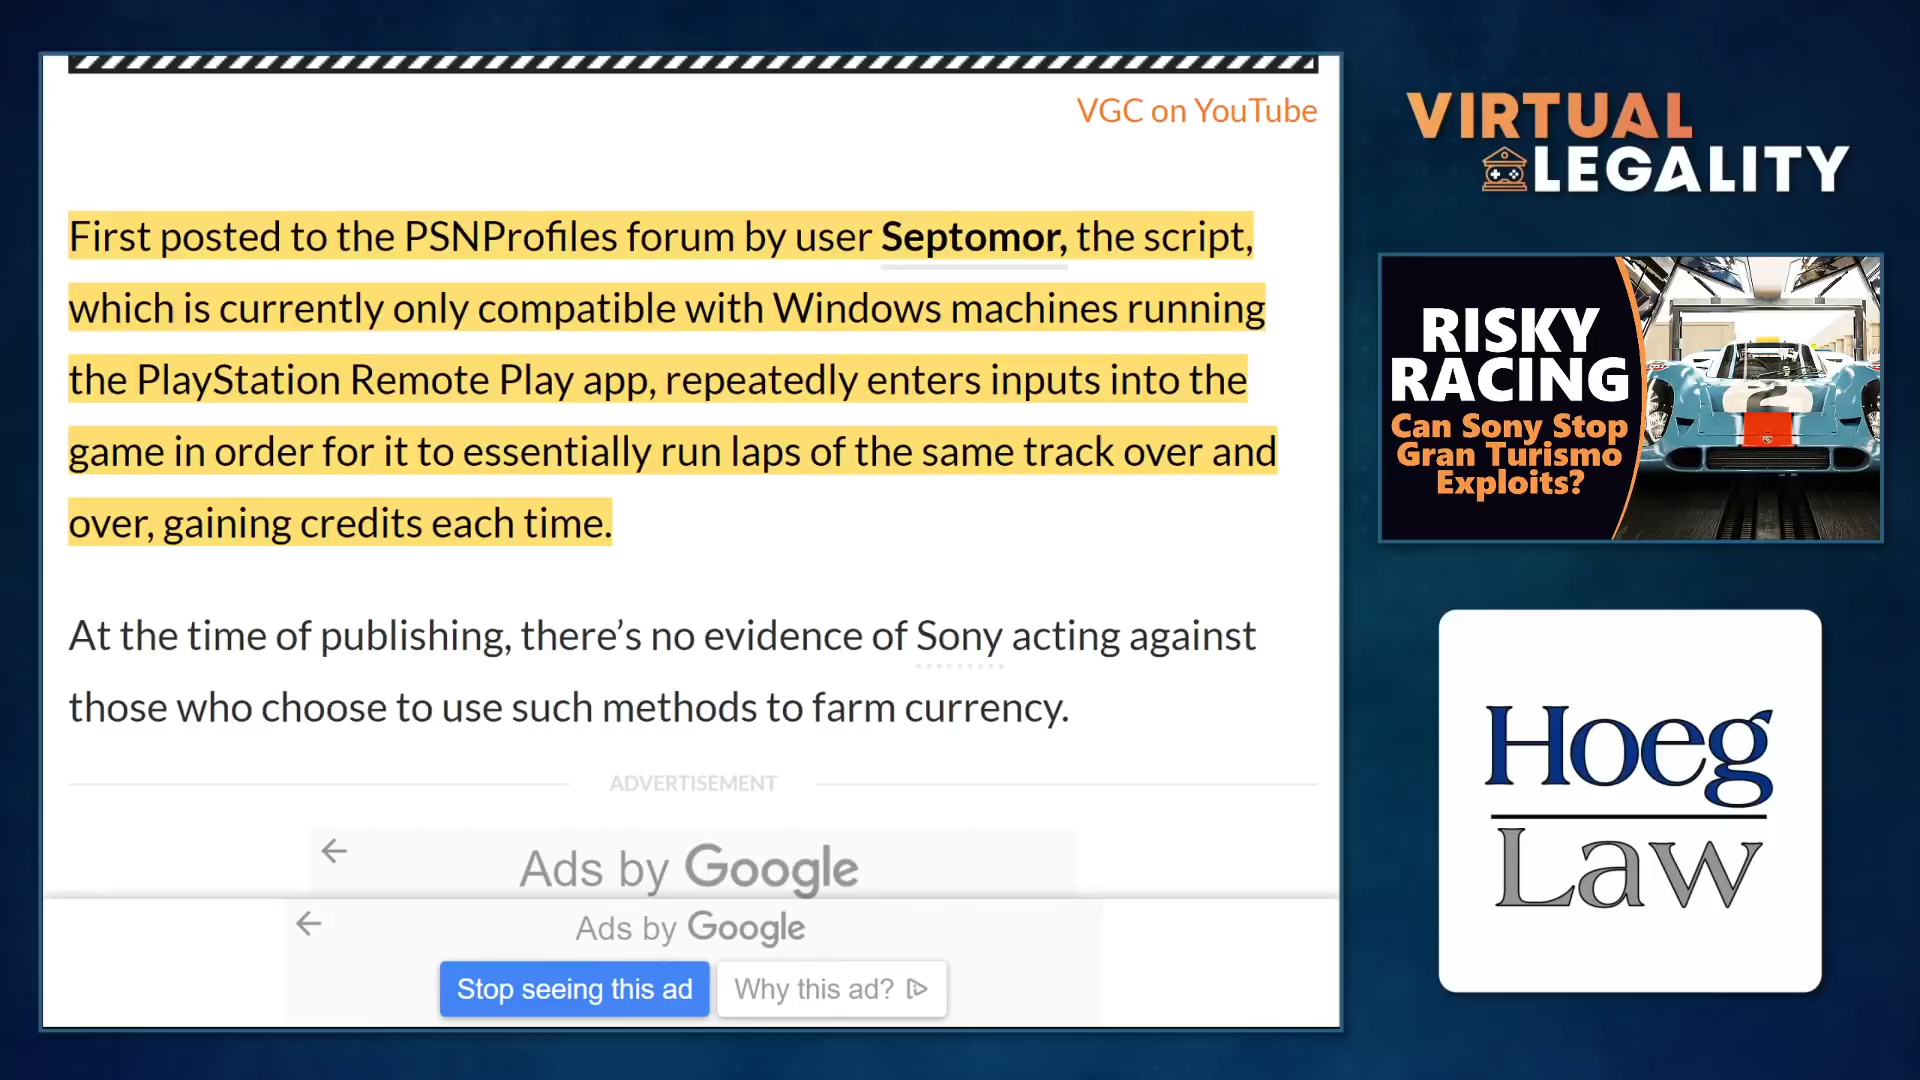 VGC on YouTube
First posted to the PSNProfiles forum by user Septomor, the script,
which is currently only compatible with Windows machines running
the PlayStation Remote Play app, repeatedly enters inputs into the
game in order for it to essentially run laps of the same track over and
over, gaining credits each time.
At the time of publishing, there’s no evidence of Sony acting against
those who choose to use such methods to farm currency.
ADVERTISEMENT
Ads by Google
Ads by Google
Stop seeing this ad
Why this ad?
VIRTUAL
LEGALITY
RISKY
RACING
Can Sony Stop
Gran Turismo
Exploits?
2
Hoeg
Law